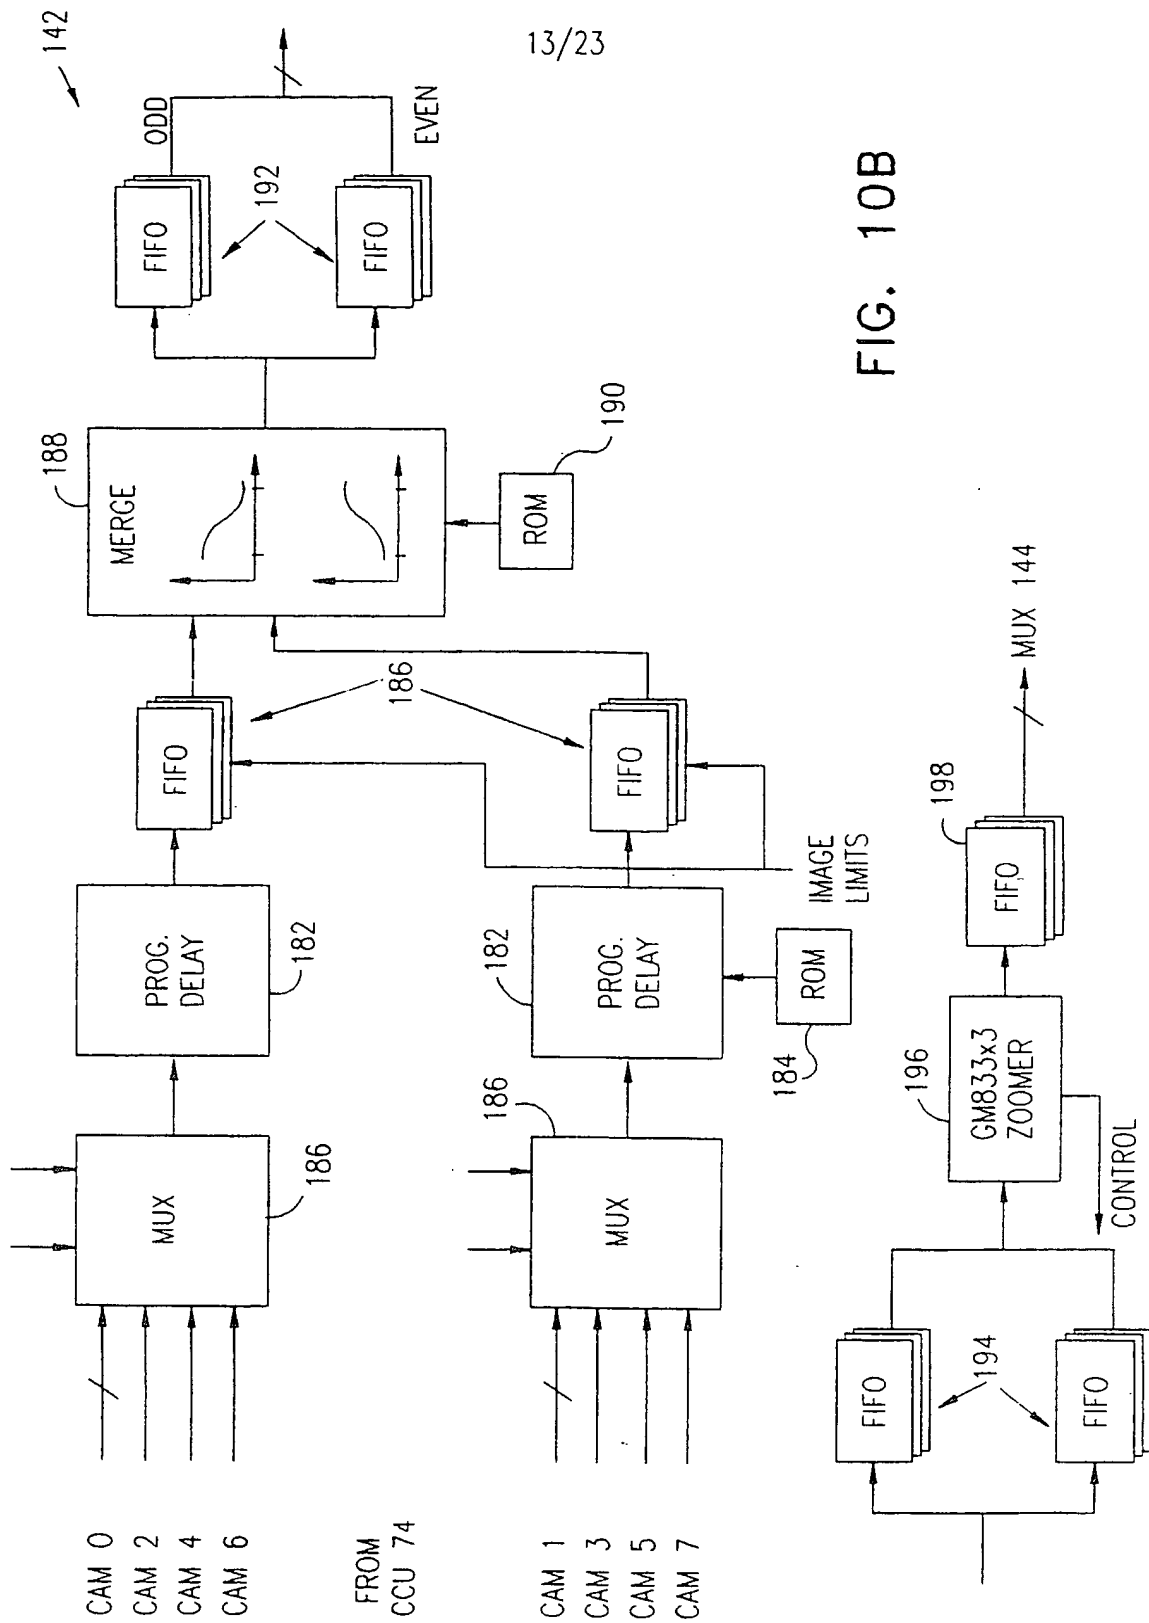 13/23
142
CAM 0
CAM 2
CAM 4
CAM 6
FROM
CCU 74
CAM 1
CAM 3
CAM 5
CAM 7
MUX
186
PROG.
DELAY
182
FIFO
186
MERGE
188
ROM
190
FIFO
ODD
192
FIFO
EVEN
MUX
186
PROG.
DELAY
182
ROM
184
FIFO
IMAGE
LIMITS
FIFO
194
FIFO
GM833x3
ZOOMER
196
CONTROL
FIFO
198
MUX 144
FIG. 10B